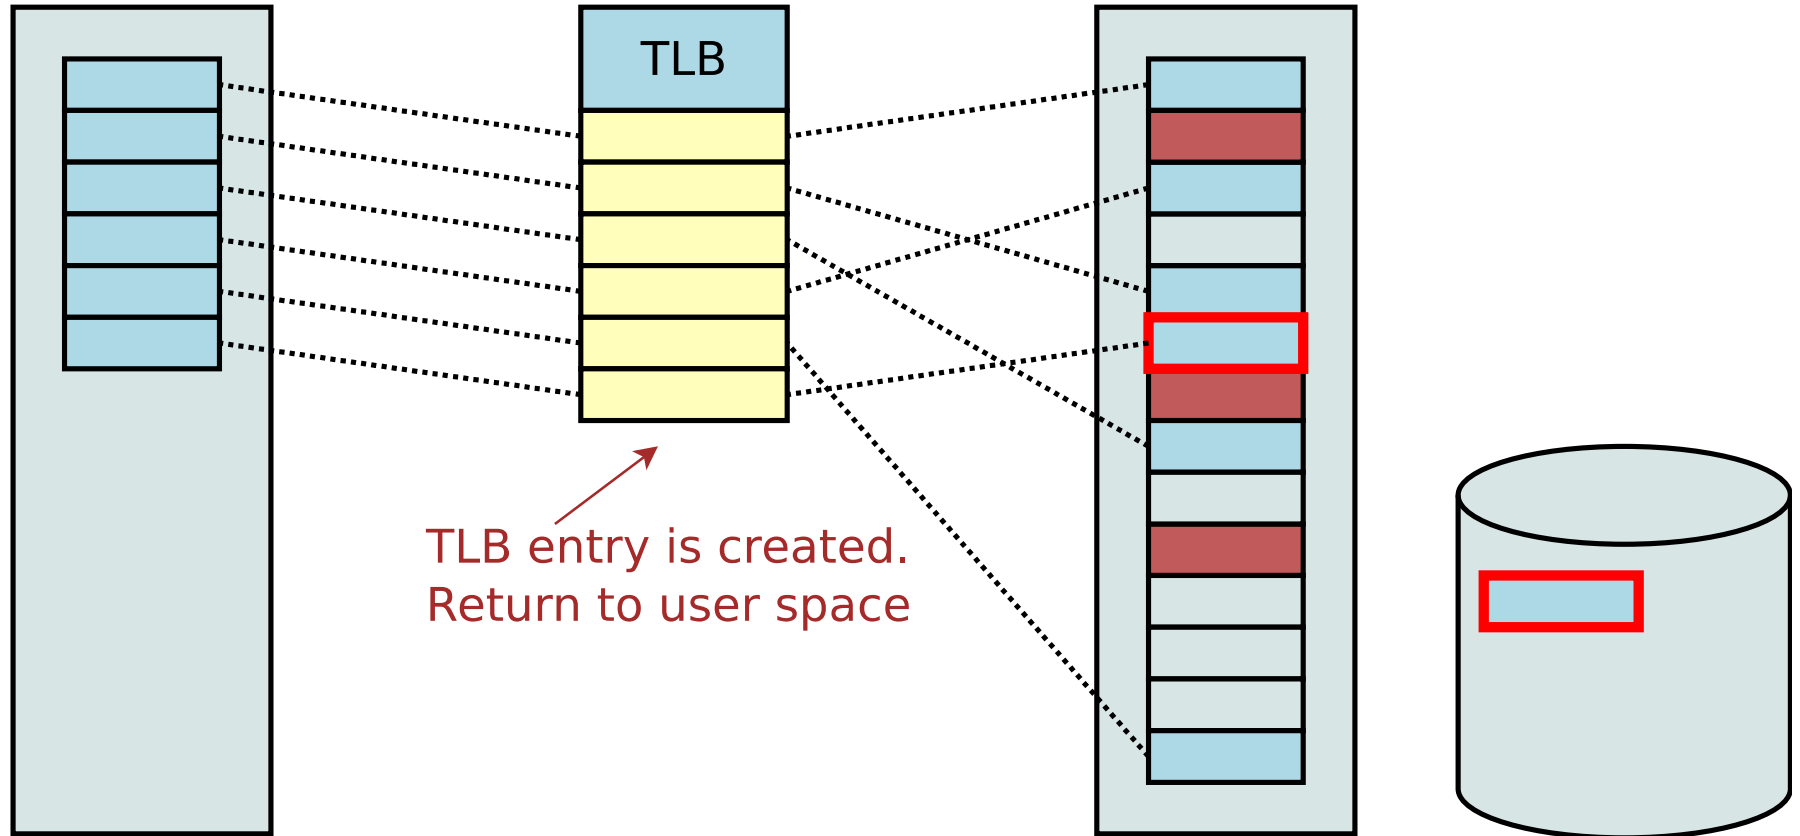 TLB
TLB entry is created.
Return to user space